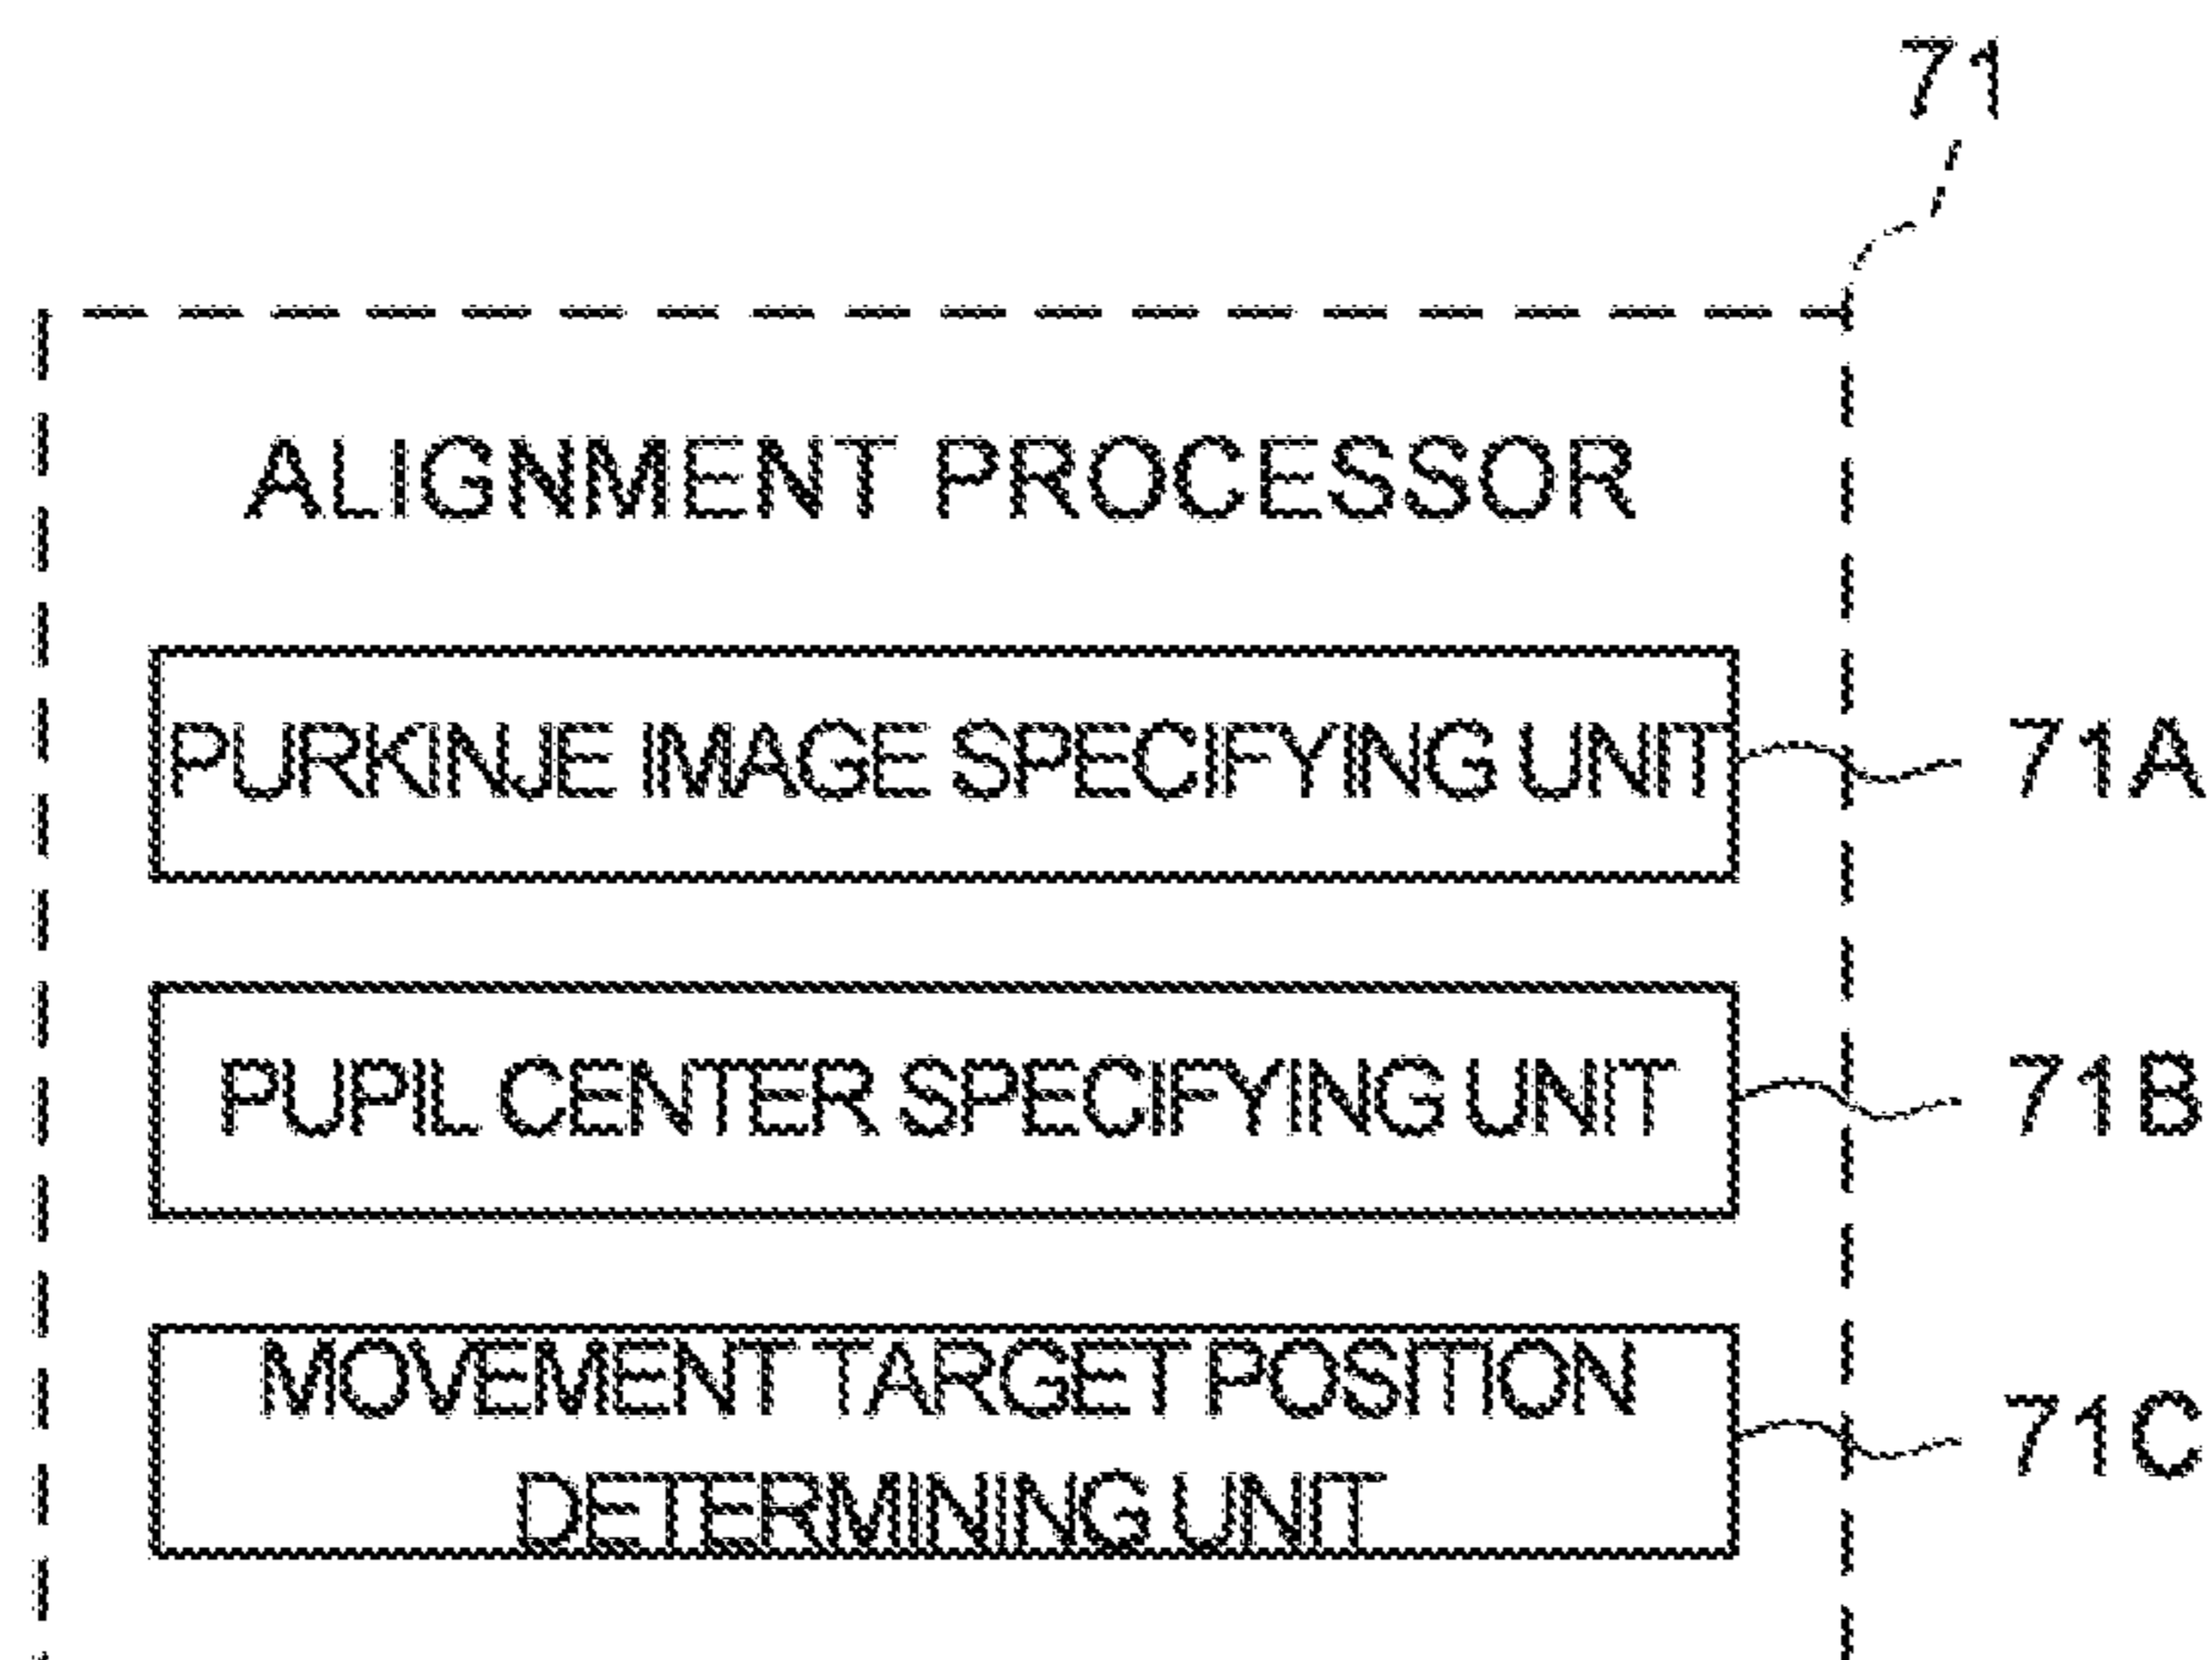 71
ALIGNMENT PROCESSOR
PURKINJE IMAGE SPECIFYING UNIT
71A
PUPIL CENTER SPECIFYING UNIT
71B
MOVEMENT TARGET POSITION
DETERMINING UNIT
71C